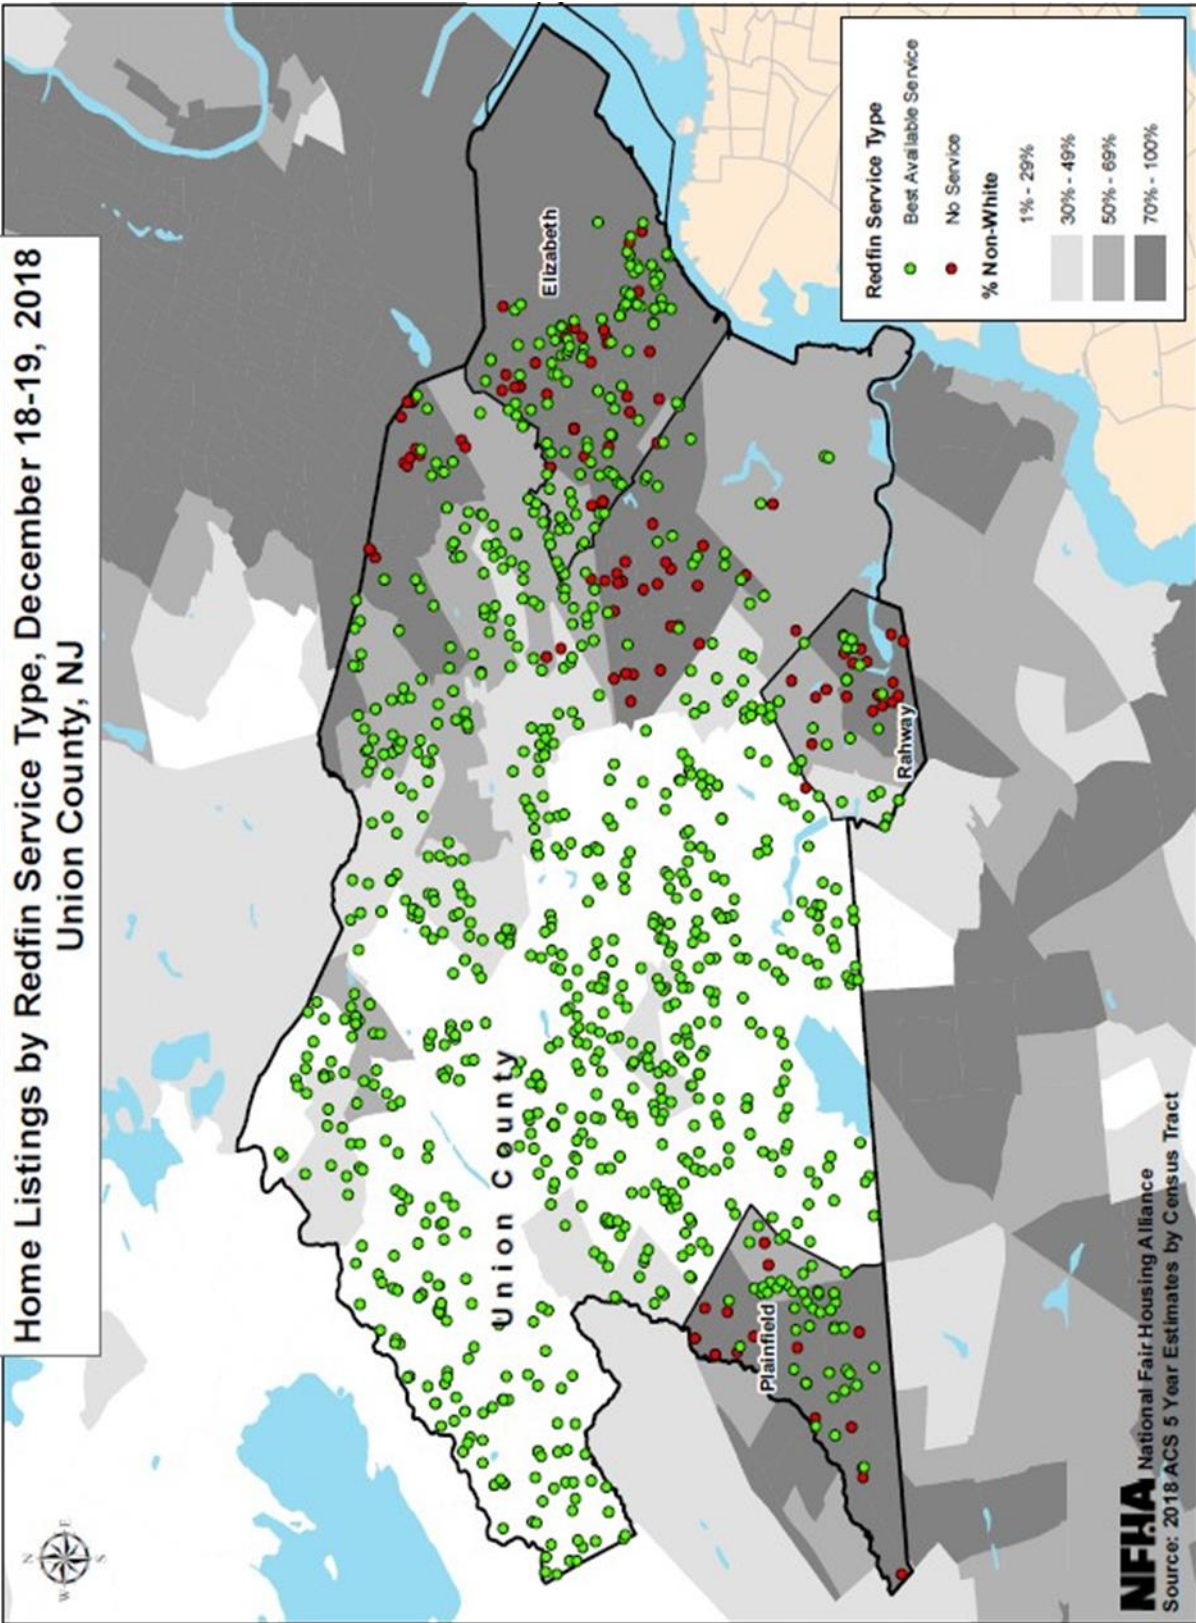 Home Listings by Redfin Service Type, December 18-19, 2018
Union County, NJ
N
W
E
S
Union County
Elizabeth
Plainfield
Rahway
Redfin Service Type
Best Available Service
No Service
% Non-White
1% - 29%
30% - 49%
50% - 69%
70% - 100%
NFHA National Fair Housing Alliance
Source: 2018 ACS 5 Year Estimates by Census Tract